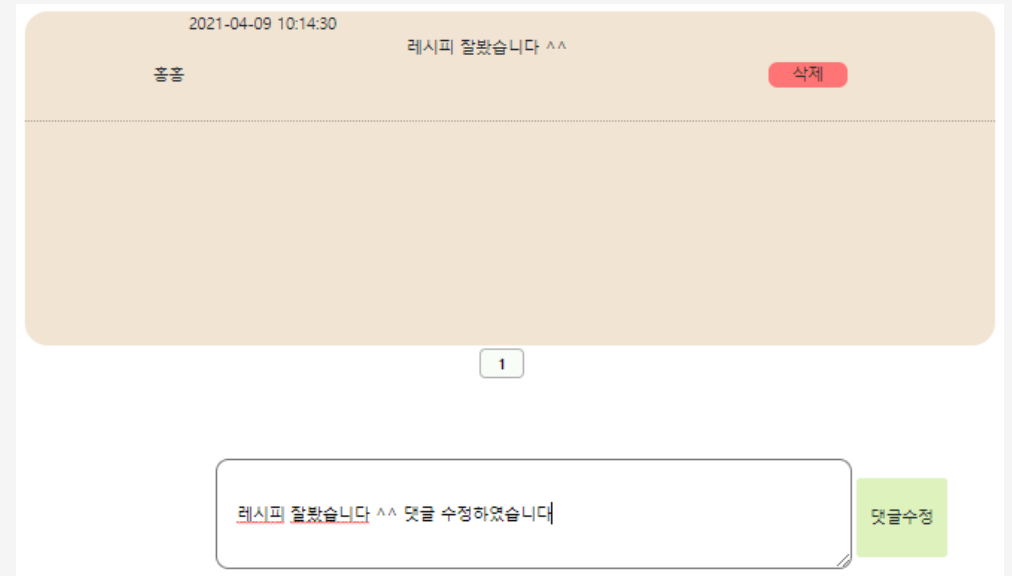 2021-04-09 10:14:30
레시피 잘봤습니다 ^^
홍홍
삭제
1
레시피 잘봤습니다 ^^ 댓글 수정하였습니다
댓글수정